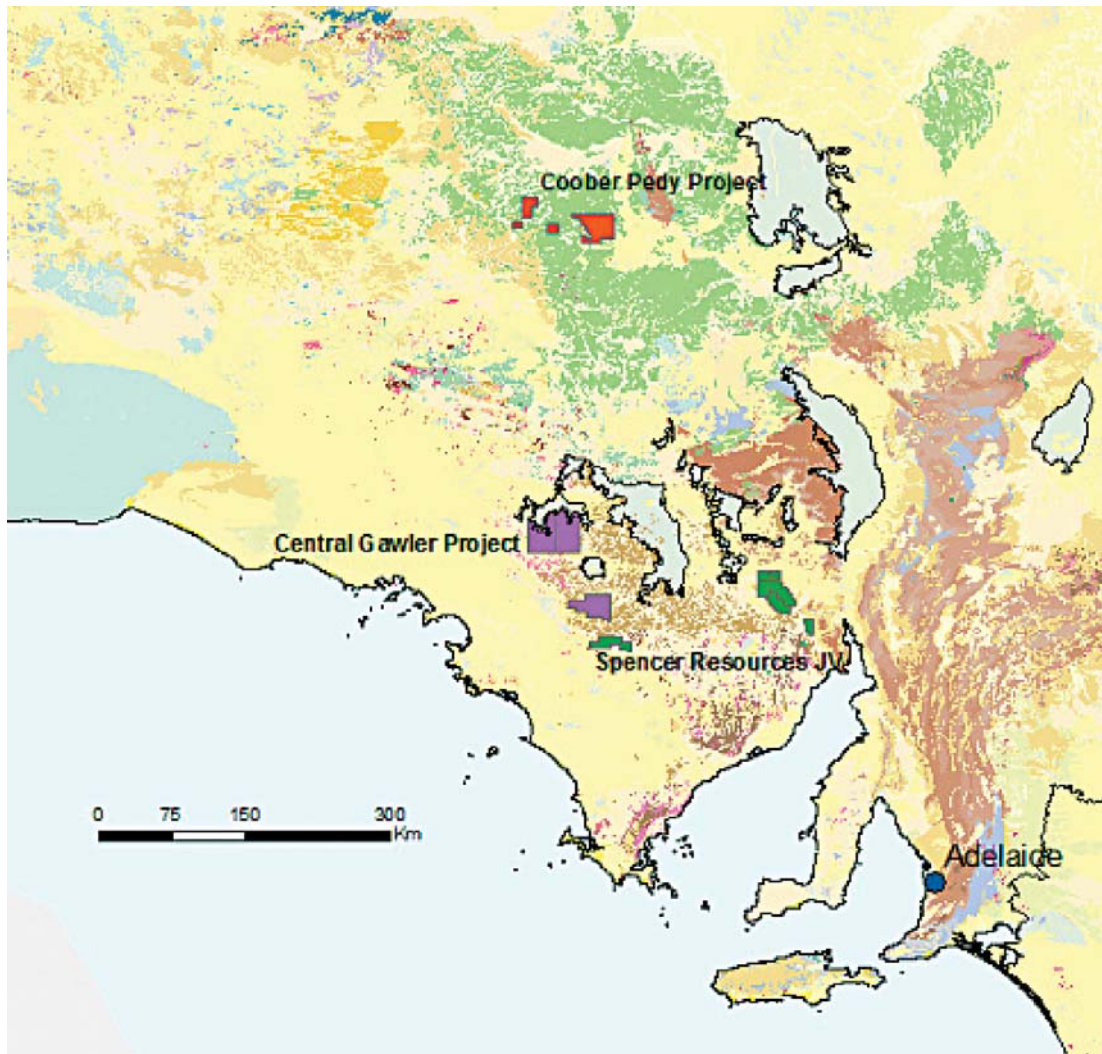 Coober Pedy Project
Central Gawler Project
Spencer Resources JV
0 75 150 300
Km
Adelaide